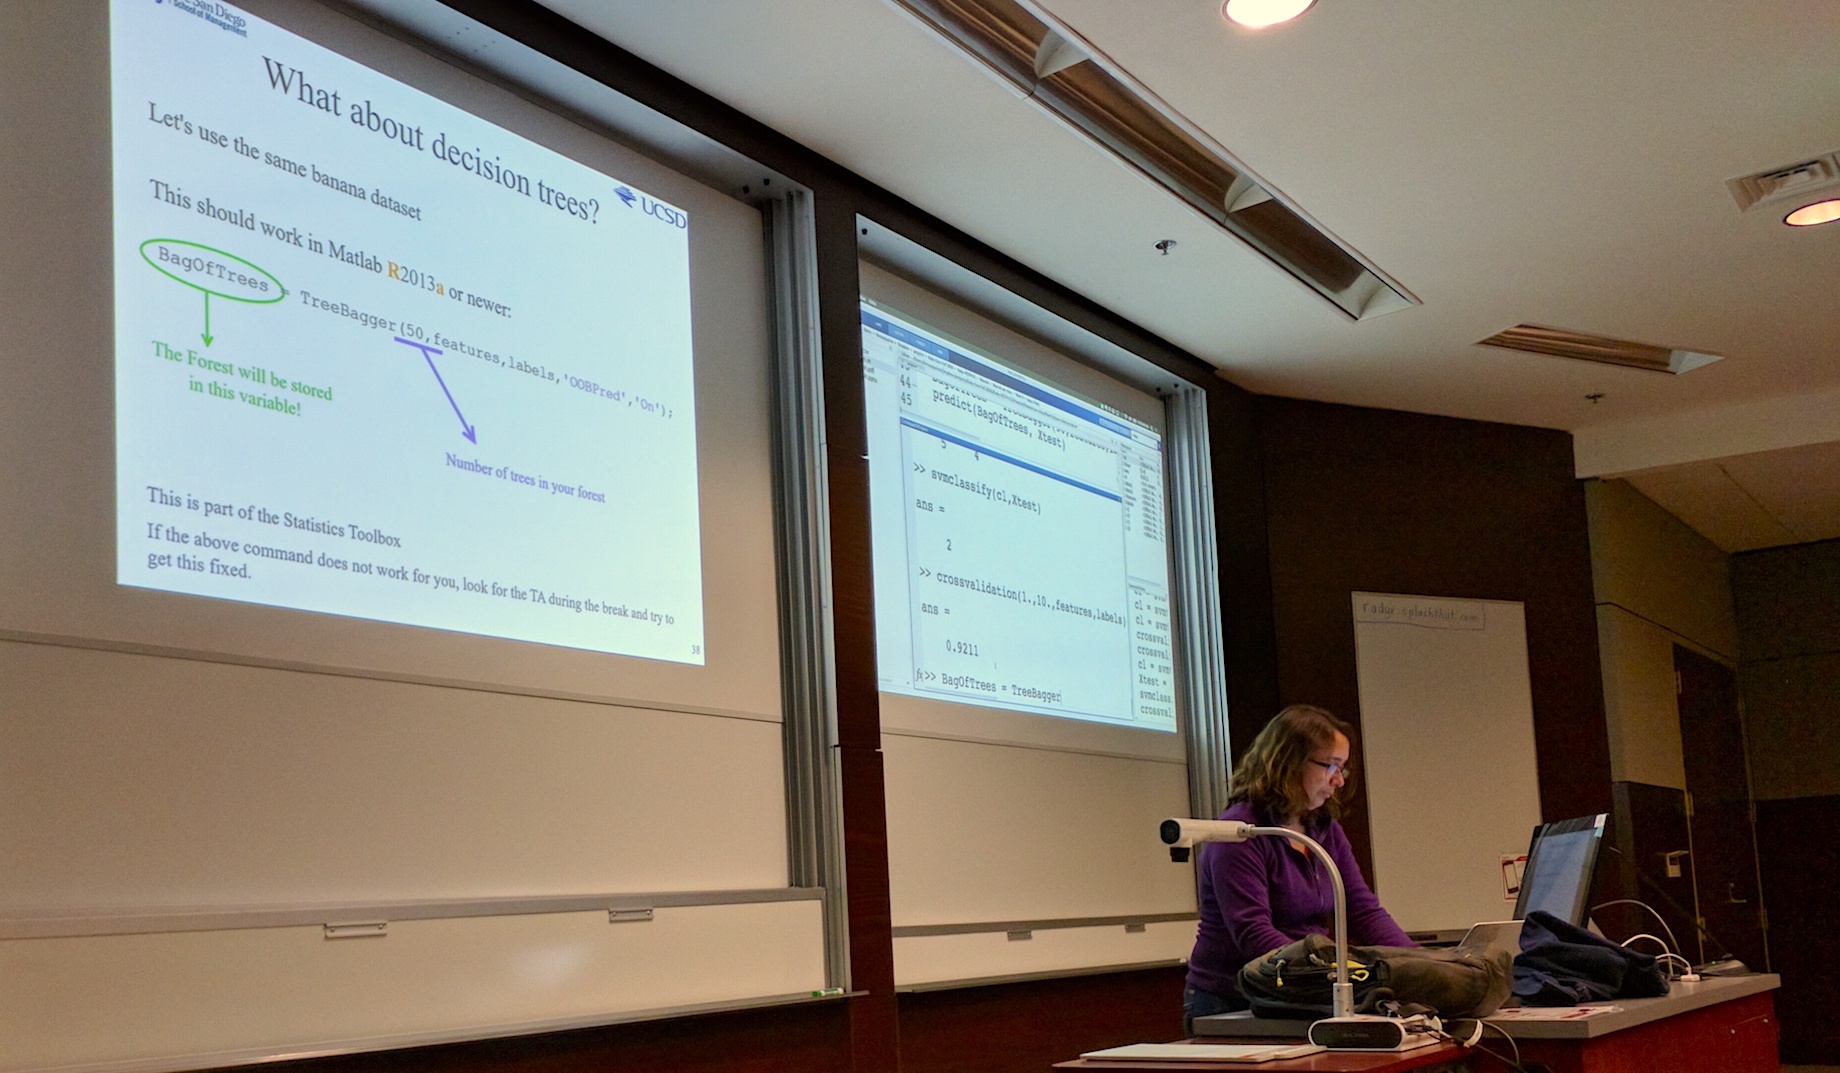 San Diego
School of Management
What about decision trees?
UCSD
Let's use the same banana dataset
This should work in Matlab R2013a or newer:
BagOfTrees = TreeBagger(50,features,labels,'OOBPred','On');
The Forest will be stored
in this variable!
Number of trees in your forest
This is part of the Statistics Toolbox
If the above command does not work for you, look for the TA during the break and try to
get this fixed.
38
44
45 predict(BagOfTrees, Xtest)
5 4
>> svmclassify(cl,Xtest)
ans =
2
>> crossvalidation(1.,10.,features,labels)
ans =
0.9211
fx >> BagOfTrees = TreeBagger
cl = svm
cl = svm
crossval
crossval
cl = svm
Xtest =
svmclass
crossval